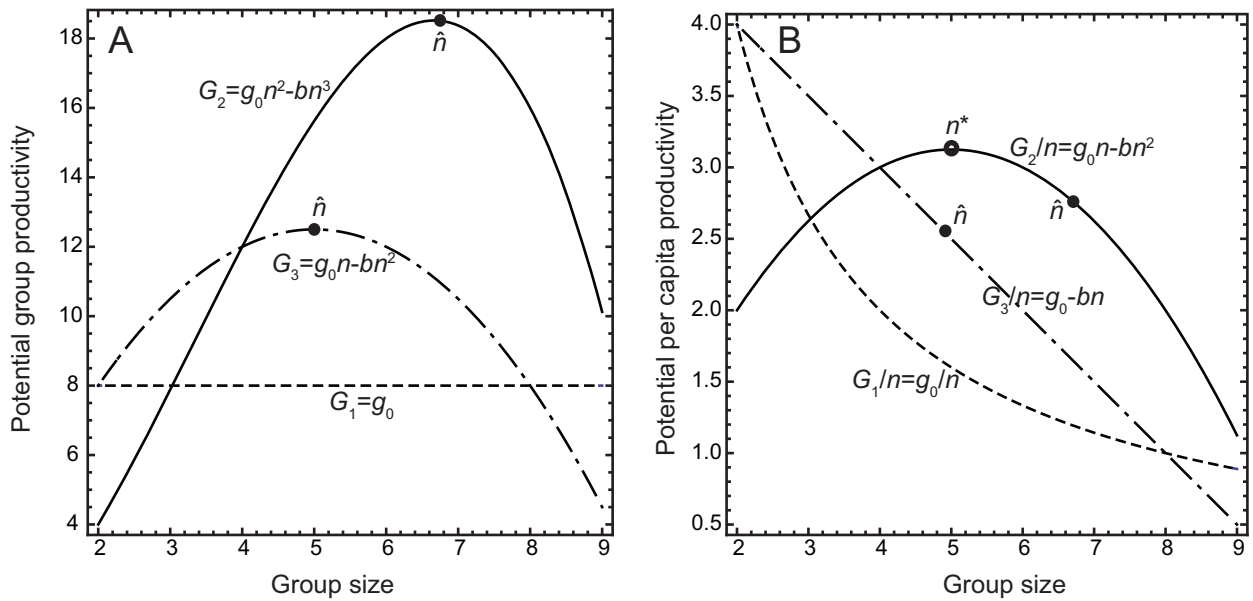 A
Potential group productivity
18
16
14
12
10
8
6
4
n̂
G₂=g₀n²-bn³
n̂
G₃=g₀n-bn²
G₁=g₀
2 3 4 5 6 7 8 9
Group size
B
Potential per capita productivity
4.0
3.5
3.0
2.5
2.0
1.5
1.0
0.5
n*
G₂/n=g₀n-bn²
n̂
n̂
G₃/n=g₀-bn
G₁/n=g₀/n
2 3 4 5 6 7 8 9
Group size